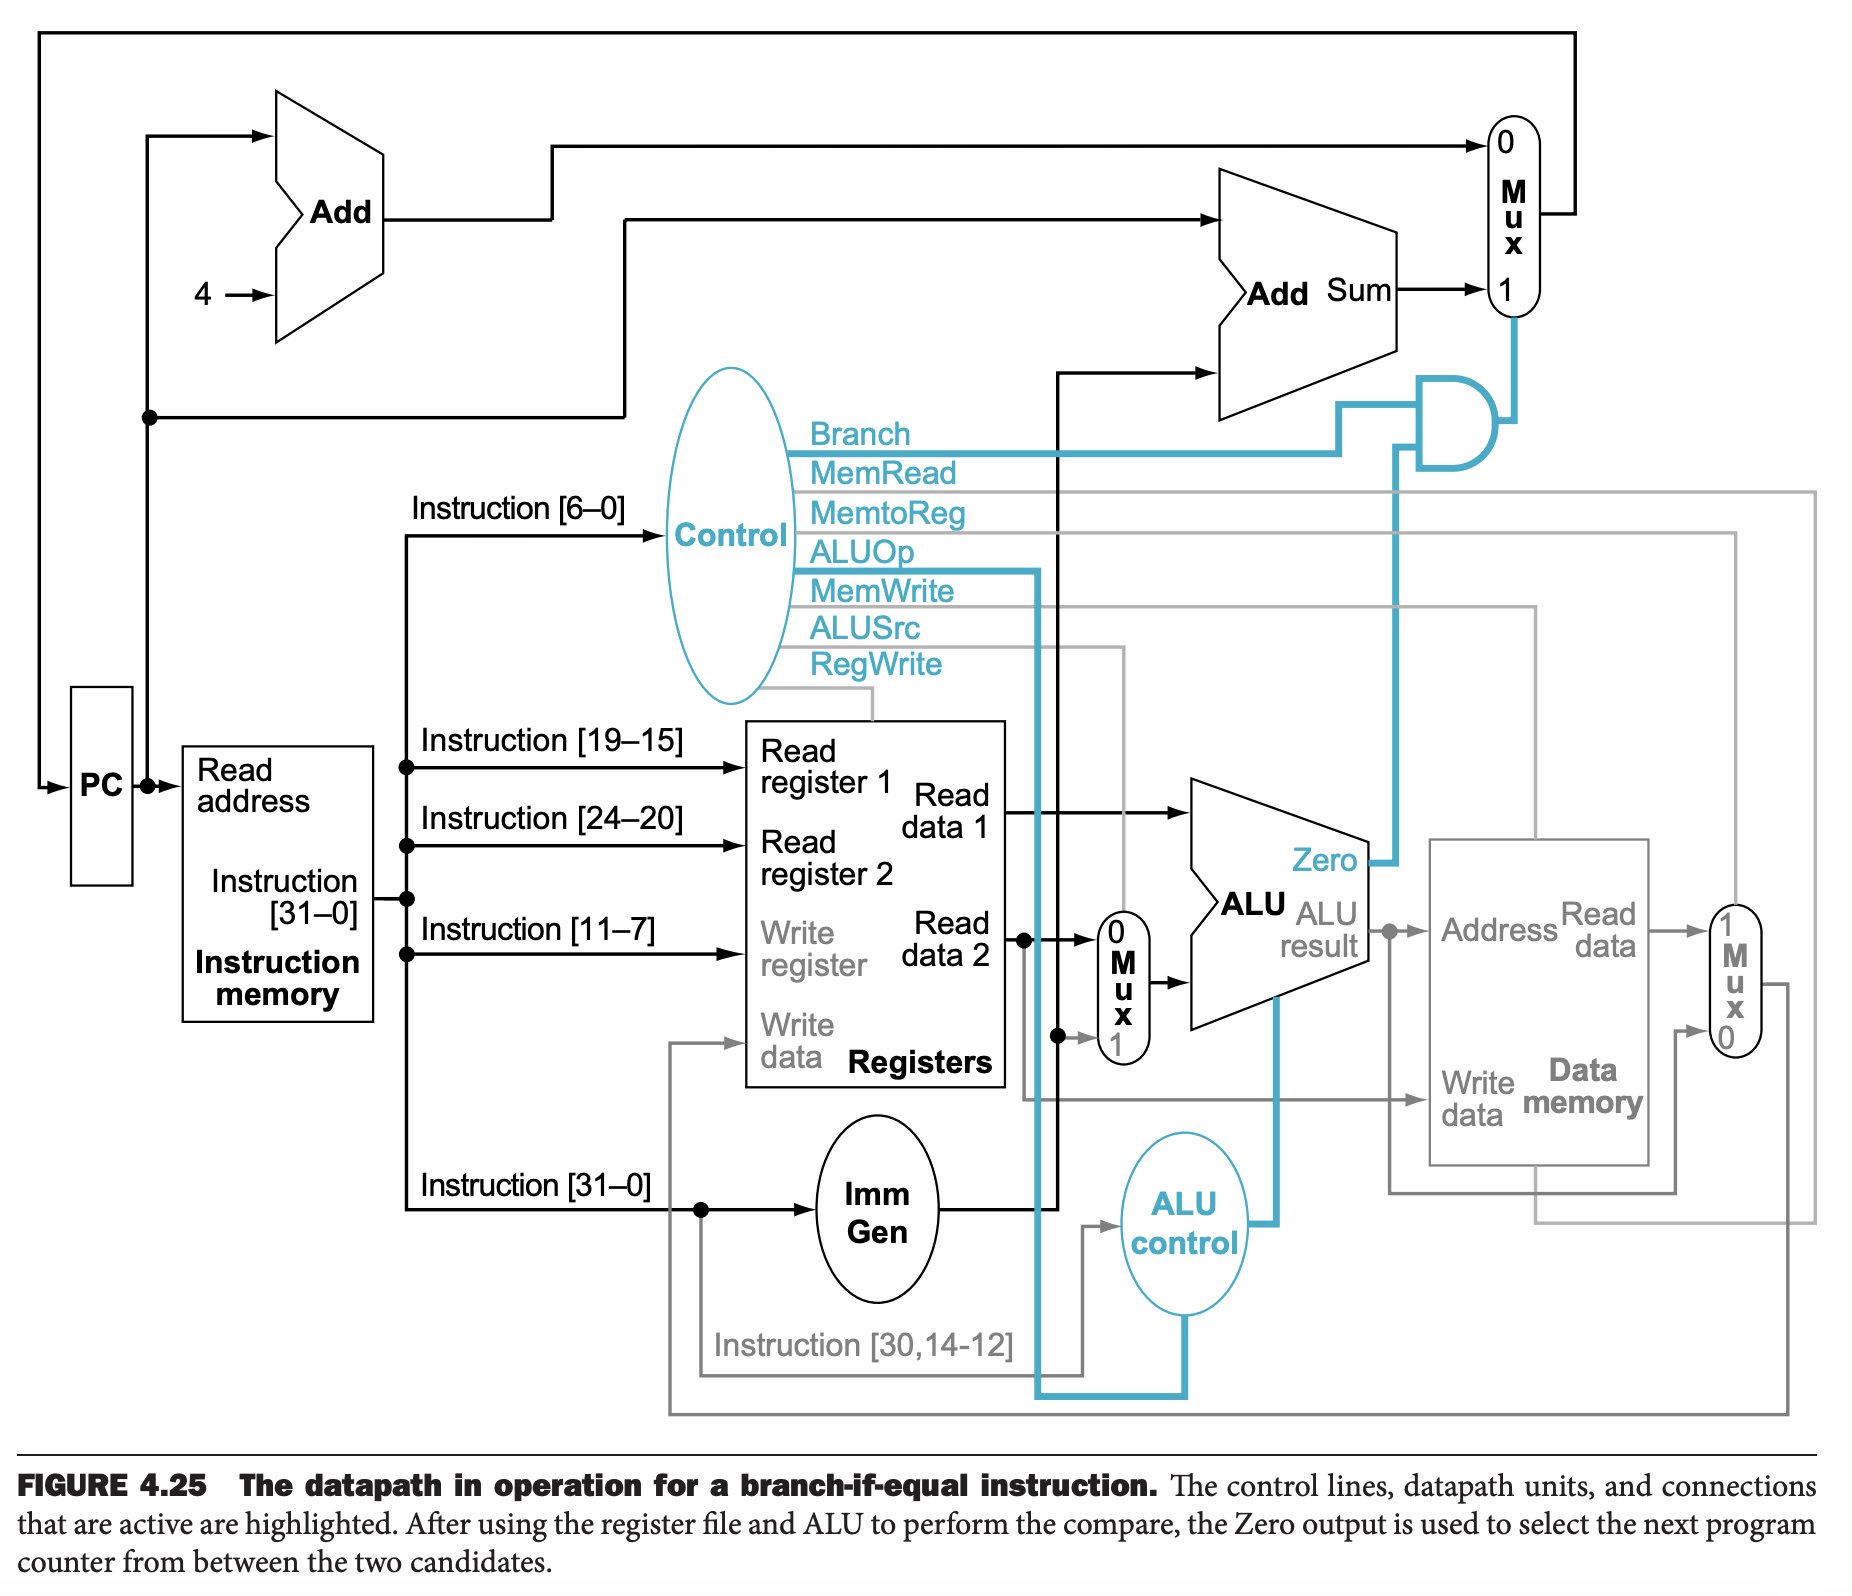 0
M
u
x
1
Add
4
Add Sum
Branch
MemRead
MemtoReg
ALUOp
MemWrite
ALUSrc
RegWrite
Instruction [6–0]
Control
PC
Read
address
Instruction
[31–0]
Instruction
memory
Instruction [19–15]
Instruction [24–20]
Instruction [11–7]
Instruction [31–0]
Read
register 1
Read
register 2
Write
register
Write
data
Read
data 1
Read
data 2
Registers
0
M
u
x
1
Zero
ALU
ALU
result
Address
Read
data
Write
data
Data
memory
1
M
u
x
0
Imm
Gen
ALU
control
Instruction [30,14-12]
FIGURE 4.25 The datapath in operation for a branch-if-equal instruction. The control lines, datapath units, and connections
that are active are highlighted. After using the register file and ALU to perform the compare, the Zero output is used to select the next program
counter from between the two candidates.